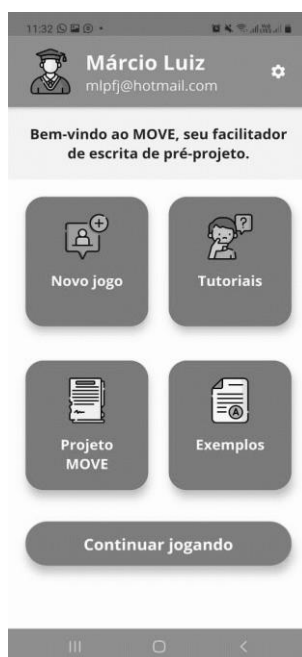 11:32
Márcio Luiz
mlpfj@hotmail.com
Bem-vindo ao MOVE, seu facilitador
de escrita de pré-projeto.
Novo jogo
Tutoriais
Projeto
MOVE
Exemplos
Continuar jogando